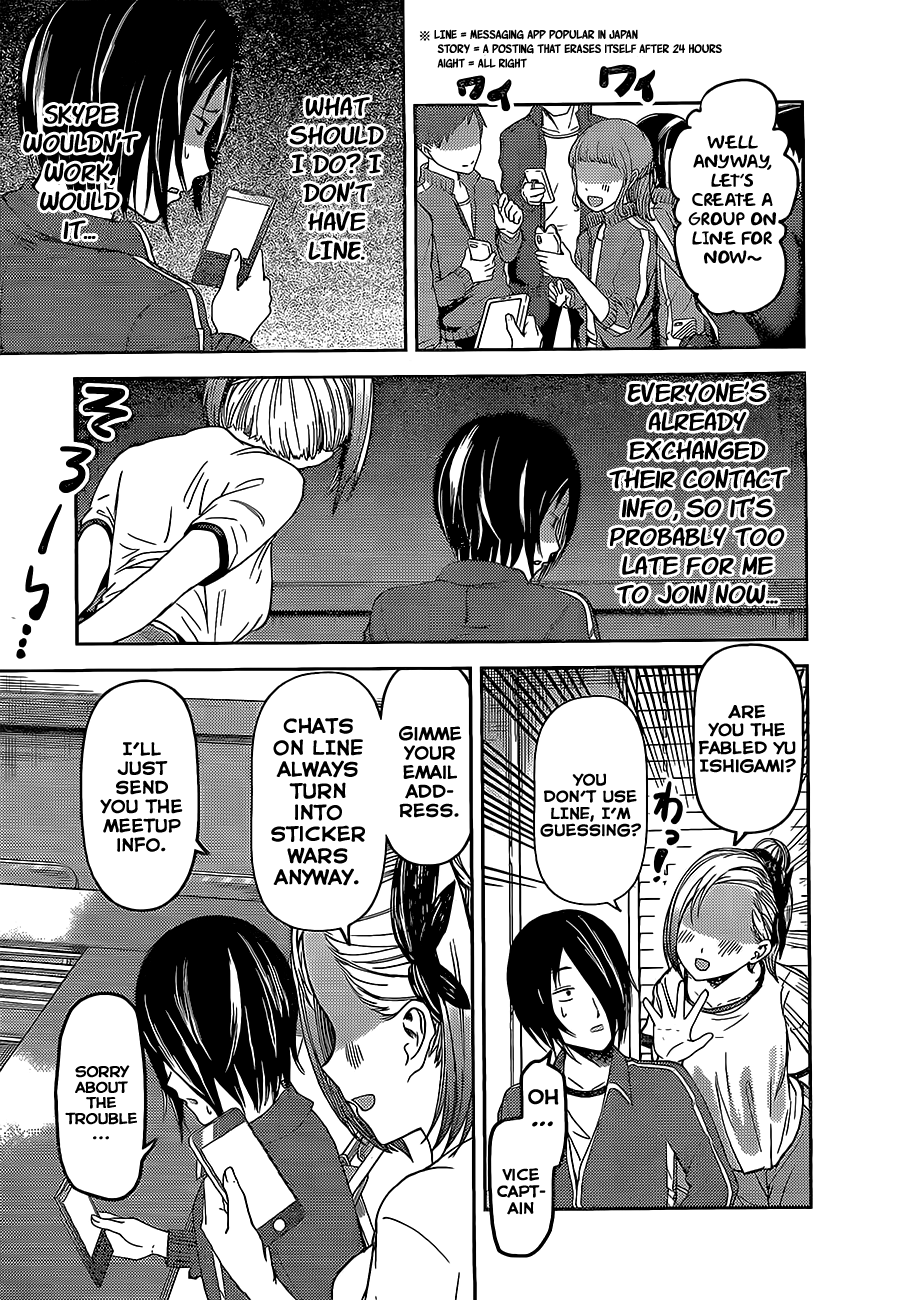 ※ LINE = MESSAGING APP POPULAR IN JAPAN
STORY = A POSTING THAT ERASES ITSELF AFTER 24 HOURS
AIGHT = ALL RIGHT
ワイ
ワイ
WELL
ANYWAY,
LET'S
CREATE A
GROUP ON
LINE FOR
NOW~
WHAT
SHOULD
I DO? I
DON'T
HAVE
LINE.
SKYPE
WOULDN'T
WORK,
WOULD
IT...
EVERYONE'S
ALREADY
EXCHANGED
THEIR CONTACT
INFO, SO IT'S
PROBABLY TOO
LATE FOR ME
TO JOIN NOW...
ARE
YOU THE
FABLED YU
ISHIGAMI?
わっ!
YOU
DON'T USE
LINE, I'M
GUESSING?
OH
...
VICE
CAPT-
AIN
GIMME
YOUR
EMAIL
ADD-
RESS.
CHATS
ON LINE
ALWAYS
TURN
INTO
STICKER
WARS
ANYWAY.
I'LL
JUST
SEND
YOU THE
MEETUP
INFO.
SORRY
ABOUT
THE
TROUBLE
...